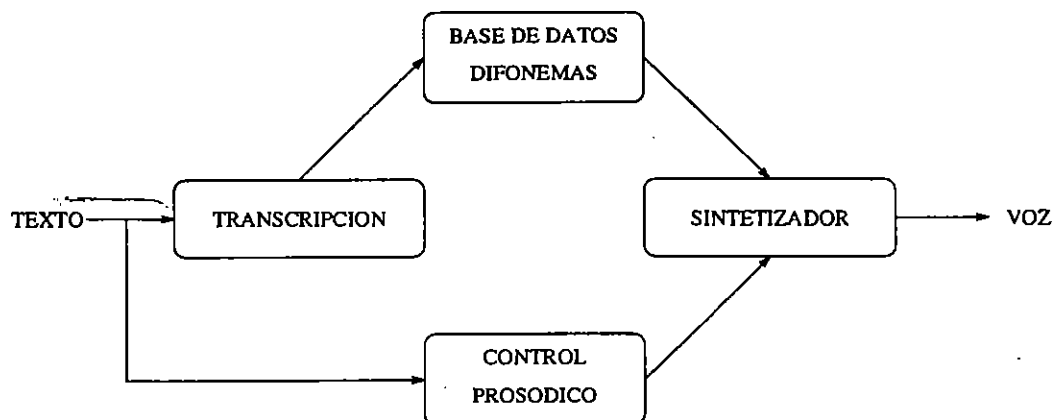 BASE DE DATOS
DIFONEMAS
TEXTO
TRANSCRIPCION
SINTETIZADOR
VOZ
CONTROL
PROSODICO